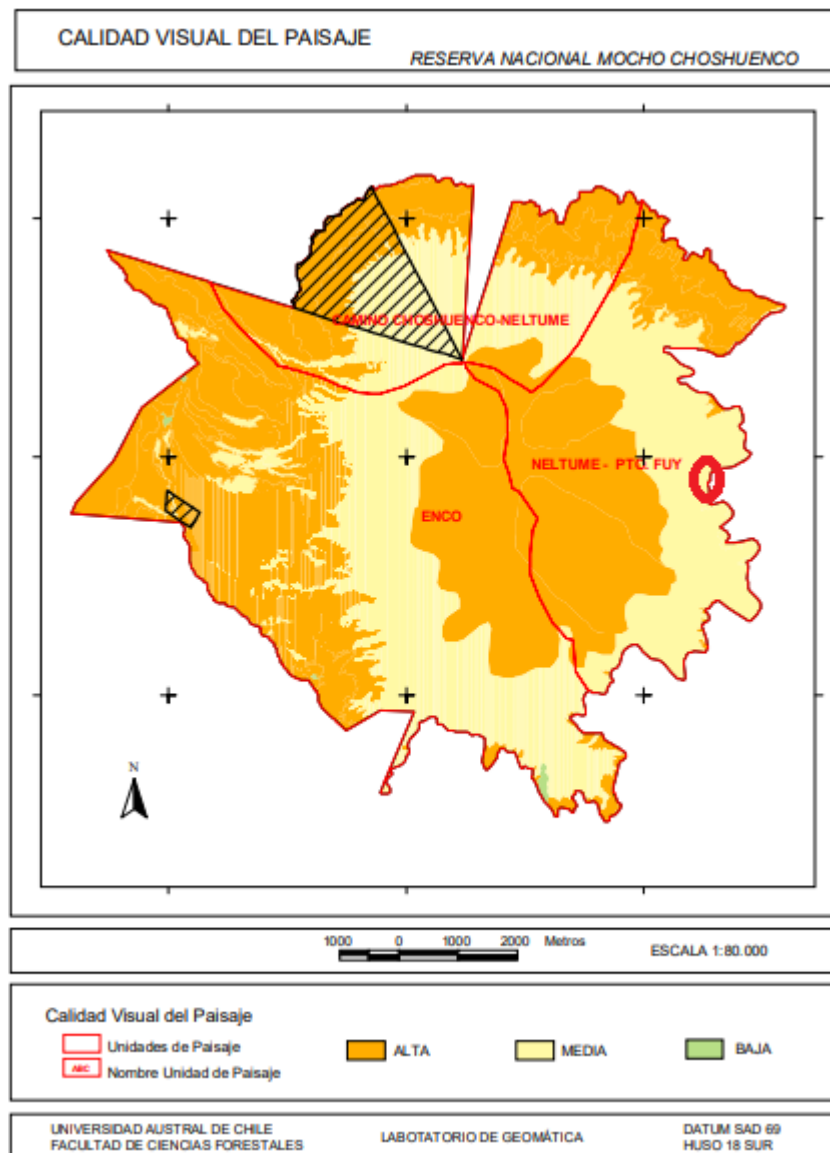 CALIDAD VISUAL DEL PAISAJE
RESERVA NACIONAL MOCHO CHOSHUENCO
CAMINO CHOSHUENCO-NELTUME
NELTUME - PTO. FUY
ENCO
N
1000 0 1000 2000 Metros
ESCALA 1:80.000
Calidad Visual del Paisaje
Unidades de Paisaje
ABC Nombre Unidad de Paisaje
ALTA
MEDIA
BAJA
UNIVERSIDAD AUSTRAL DE CHILE
FACULTAD DE CIENCIAS FORESTALES
LABOTATORIO DE GEOMÁTICA
DATUM SAD 69
HUSO 18 SUR